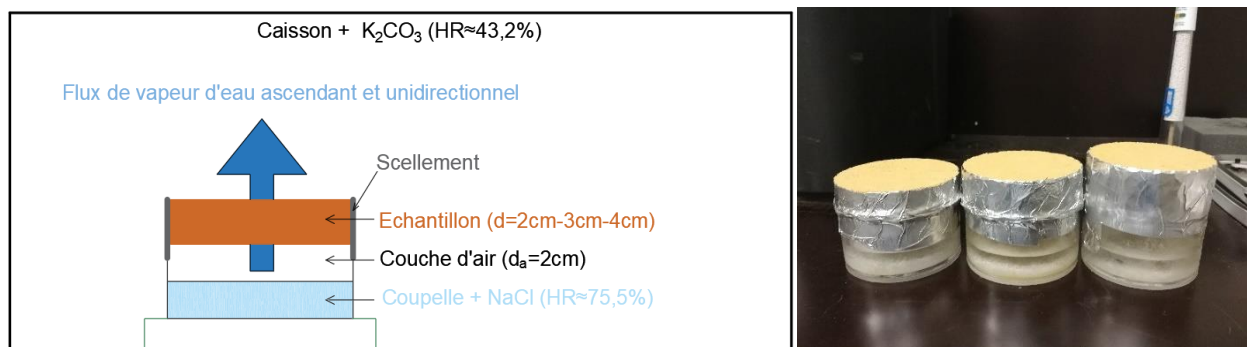 Caisson + K₂CO₃ (HR≈43,2%)
Flux de vapeur d'eau ascendant et unidirectionnel
Scellement
Echantillon (d=2cm-3cm-4cm)
Couche d'air (dₐ=2cm)
Coupelle + NaCl (HR≈75,5%)